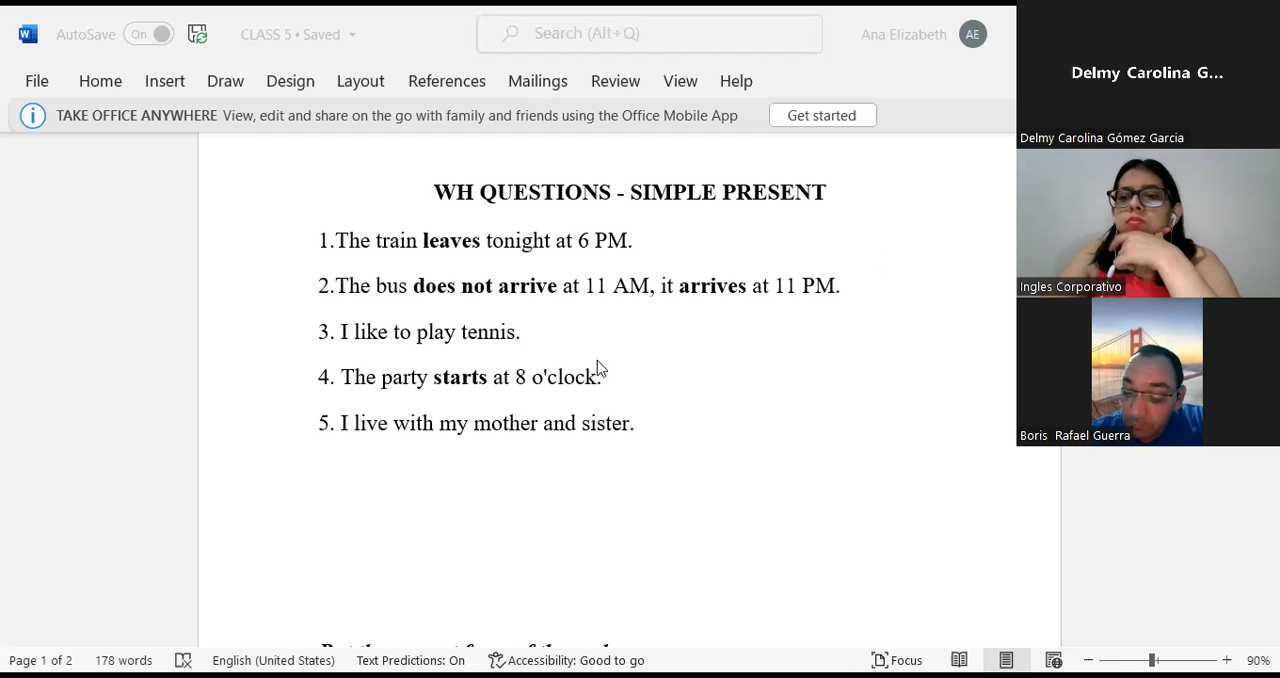 AutoSave On CLASS 5 • Saved Search (Alt+Q) Ana Elizabeth AE
File Home Insert Draw Design Layout References Mailings Review View Help
TAKE OFFICE ANYWHERE View, edit and share on the go with family and friends using the Office Mobile App Get started
WH QUESTIONS - SIMPLE PRESENT
1.The train leaves tonight at 6 PM.
2.The bus does not arrive at 11 AM, it arrives at 11 PM.
3. I like to play tennis.
4. The party starts at 8 o'clock.
5. I live with my mother and sister.
Page 1 of 2 178 words English (United States) Text Predictions: On Accessibility: Good to go Focus 90%
Delmy Carolina G...
Delmy Carolina Gómez Garcia
Ingles Corporativo
Boris Rafael Guerra